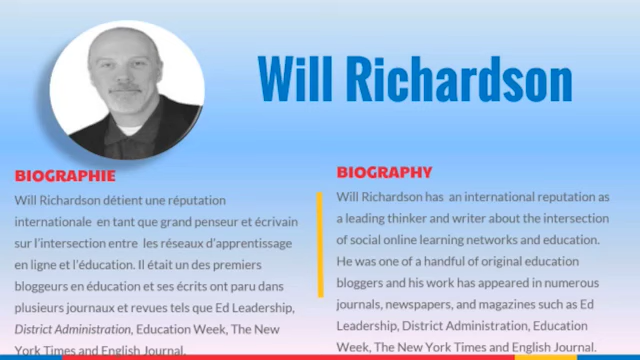 Will Richardson
BIOGRAPHIE
Will Richardson détient une réputation
internationale en tant que grand penseur et écrivain
sur l'intersection entre les réseaux d'apprentissage
en ligne et l'éducation. Il était un des premiers
bloggeurs en éducation et ses écrits ont paru dans
plusieurs journaux et revues tels que Ed Leadership,
District Administration, Education Week, The New
York Times and English Journal.
BIOGRAPHY
Will Richardson has an international reputation as
a leading thinker and writer about the intersection
of social online learning networks and education.
He was one of a handful of original education
bloggers and his work has appeared in numerous
journals, newspapers, and magazines such as Ed
Leadership, District Administration, Education
Week, The New York Times and English Journal.